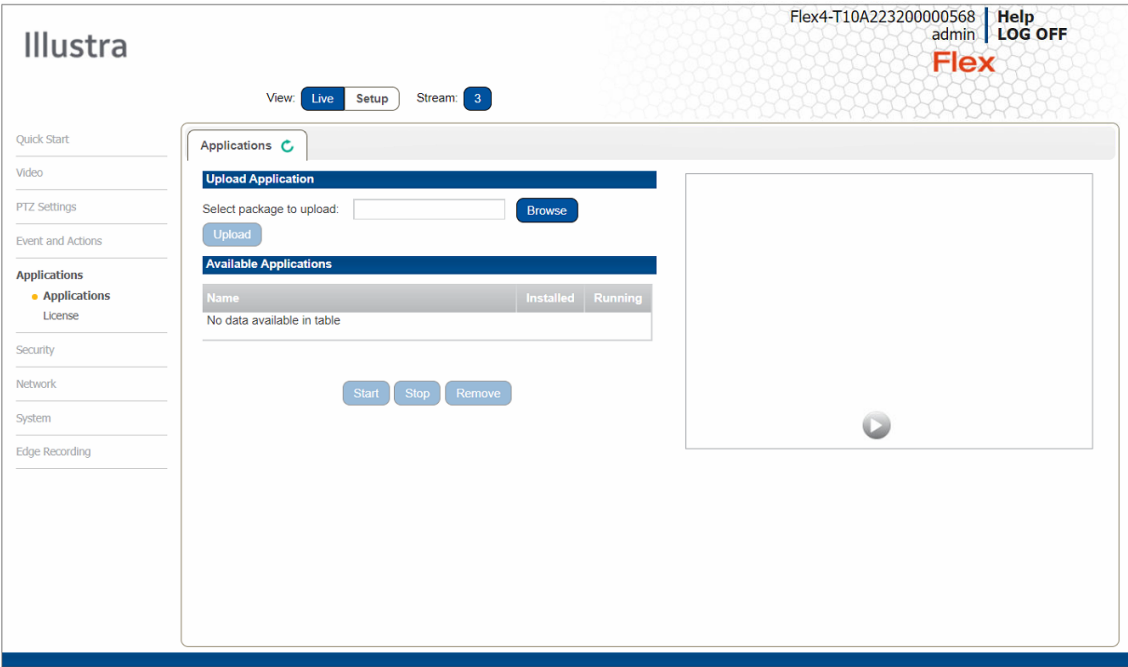 Illustra
Flex4-T10A223200000568 Help
admin LOG OFF
Flex
View: Live Setup Stream: 3
Quick Start
Video
PTZ Settings
Event and Actions
Applications
Applications
License
Security
Network
System
Edge Recording
Applications
Upload Application
Select package to upload: Browse
Upload
Available Applications
Name Installed Running
No data available in table
Start Stop Remove